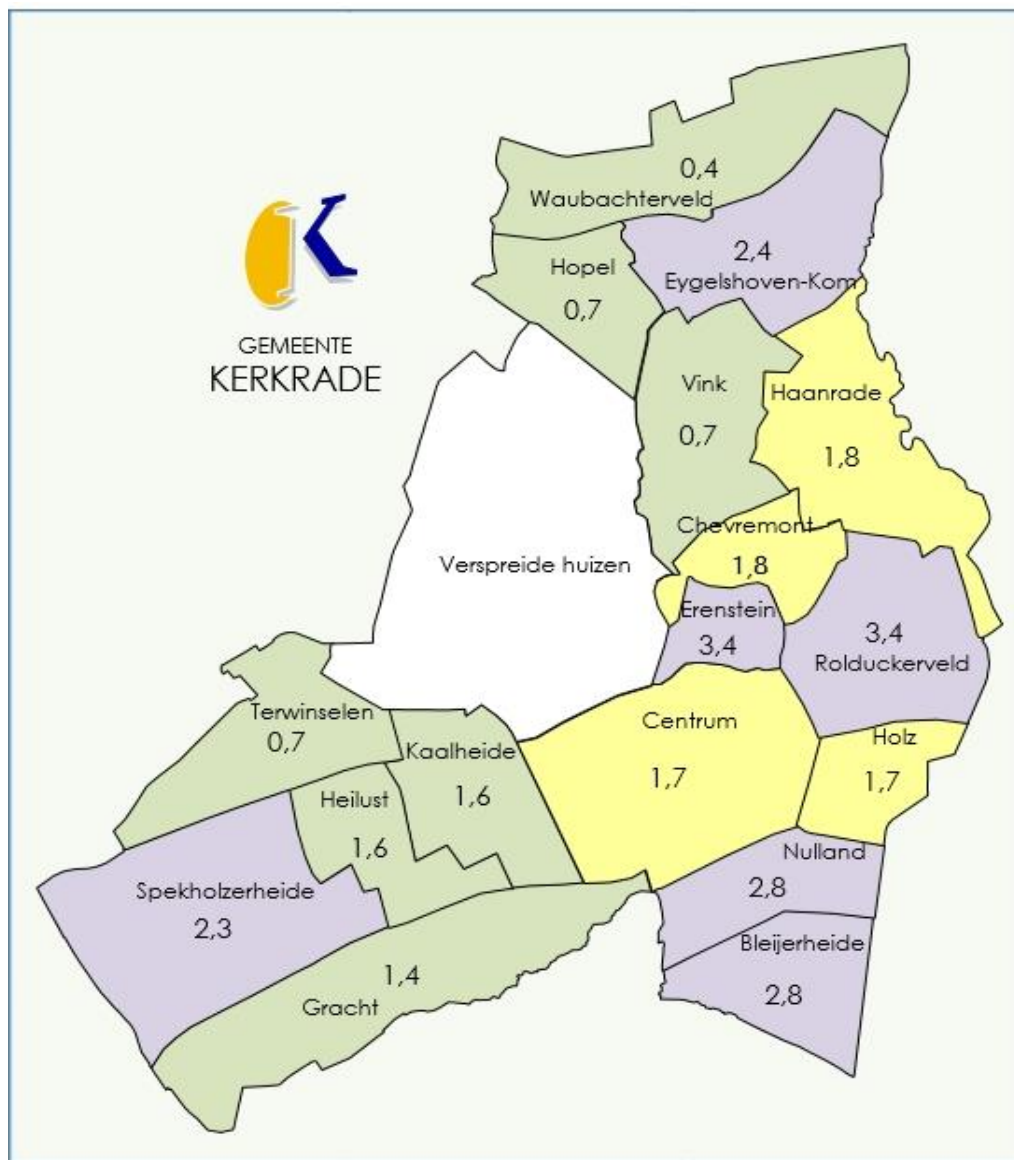 0,4
Waubachterveld
2,4
Eygelshoven-Kom
Hopel
0,7
GEMEENTE
KERKRADE
Vink
0,7
Haanrade
1,8
Chevremont
1,8
Verspreide huizen
Erenstein
3,4
3,4
Rolduckerveld
Terwinselen
0,7
Kaalheide
1,6
Centrum
1,7
Holz
1,7
Heilust
1,6
Nulland
2,8
Spekholzerheide
2,3
Bleijerheide
2,8
1,4
Gracht